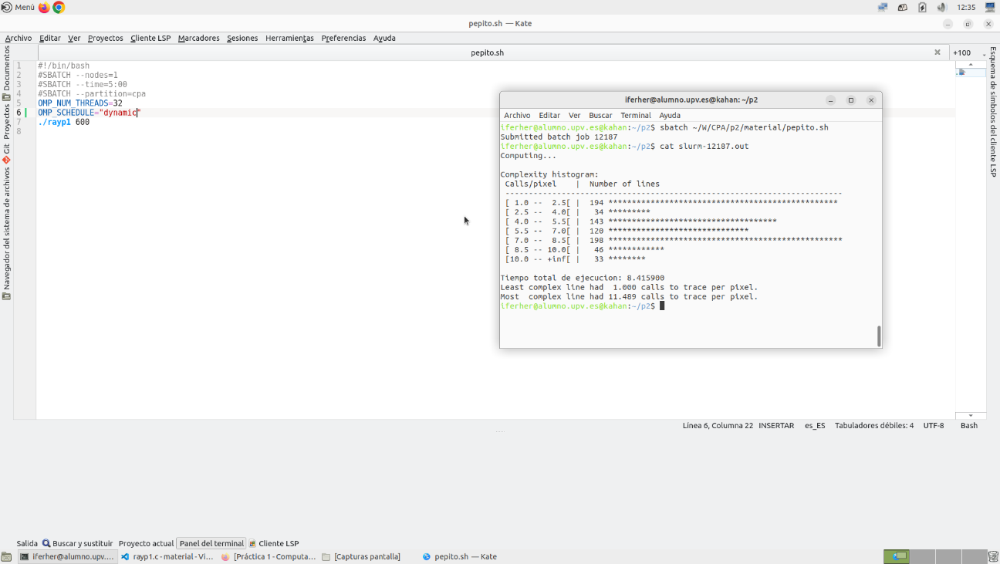 Menú
12:35
pepito.sh — Kate
Archivo Editar Ver Proyectos Cliente LSP Marcadores Sesiones Herramientas Preferencias Ayuda
pepito.sh
+100
Documentos
Proyectos
Git
Navegador del sistema de archivos
Esquema de símbolos del cliente LSP
1 #!/bin/bash
2 #SBATCH --nodes=1
3 #SBATCH --time=5:00
4 #SBATCH --partition=cpa
5 OMP_NUM_THREADS=32
6 OMP_SCHEDULE="dynamic"
7 ./rayp1 600
8
iferher@alumno.upv.es@kahan: ~/p2
Archivo Editar Ver Buscar Terminal Ayuda
iferher@alumno.upv.es@kahan:~/p2$ sbatch ~/W/CPA/p2/material/pepito.sh
Submitted batch job 12187
iferher@alumno.upv.es@kahan:~/p2$ cat slurm-12187.out
Computing...
Complexity histogram:
Calls/pixel | Number of lines
------------------------------------------------------------------------
[ 1.0 -- 2.5[ | 194 *************************************************
[ 2.5 -- 4.0[ | 34 *********
[ 4.0 -- 5.5[ | 143 ************************************
[ 5.5 -- 7.0[ | 120 ******************************
[ 7.0 -- 8.5[ | 198 **************************************************
[ 8.5 -- 10.0[ | 46 ************
[10.0 -- +inf[ | 33 ********
Tiempo total de ejecucion: 8.415900
Least complex line had 1.000 calls to trace per pixel.
Most complex line had 11.489 calls to trace per pixel.
iferher@alumno.upv.es@kahan:~/p2$
Línea 6, Columna 22 INSERTAR es_ES Tabuladores débiles: 4 UTF-8 Bash
Salida Buscar y sustituir Proyecto actual Panel del terminal Cliente LSP
iferher@alumno.upv.... rayp1.c - material - Vi... [Práctica 1 - Computa... [Capturas pantalla] pepito.sh — Kate